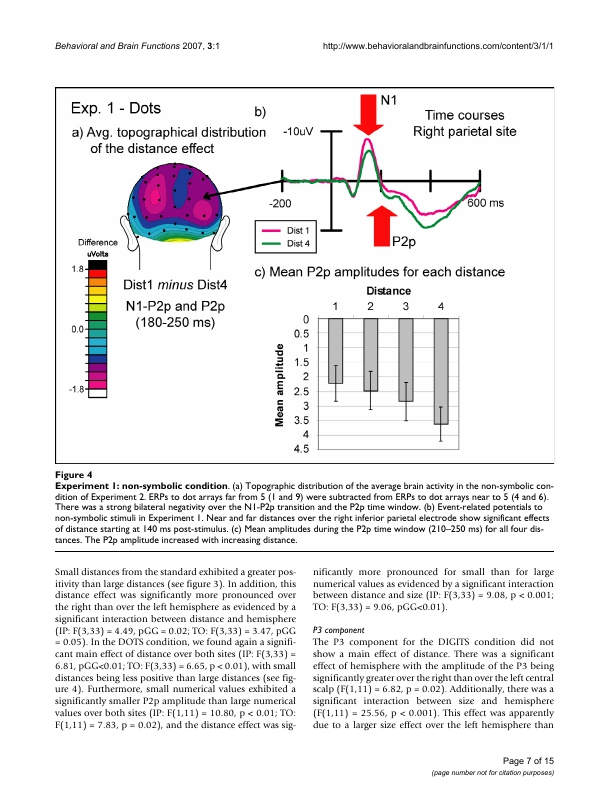 Behavioral and Brain Functions 2007, 3:1
http://www.behavioralandbrainfunctions.com/content/3/1/1
Exp. 1 - Dots
a) Avg. topographical distribution
of the distance effect
Difference
uVolts
1.8
0.0
-1.8
Dist1 minus Dist4
N1-P2p and P2p
(180-250 ms)
b)
N1
Time courses
Right parietal site
-10uV
-200
600 ms
Dist 1
Dist 4
P2p
c) Mean P2p amplitudes for each distance
Distance
1 2 3 4
Mean amplitude
0
0.5
1
1.5
2
2.5
3
3.5
4
4.5
Figure 4
Experiment 1: non-symbolic condition. (a) Topographic distribution of the average brain activity in the non-symbolic con-
dition of Experiment 2. ERPs to dot arrays far from 5 (1 and 9) were subtracted from ERPs to dot arrays near to 5 (4 and 6).
There was a strong bilateral negativity over the N1-P2p transition and the P2p time window. (b) Event-related potentials to
non-symbolic stimuli in Experiment 1. Near and far distances over the right inferior parietal electrode show significant effects
of distance starting at 140 ms post-stimulus. (c) Mean amplitudes during the P2p time window (210–250 ms) for all four dis-
tances. The P2p amplitude increased with increasing distance.
Small distances from the standard exhibited a greater pos-
itivity than large distances (see figure 3). In addition, this
distance effect was significantly more pronounced over
the right than over the left hemisphere as evidenced by a
significant interaction between distance and hemisphere
(IP: F(3,33) = 4.49, pGG = 0.02; TO: F(3,33) = 3.47, pGG
= 0.05). In the DOTS condition, we found again a signifi-
cant main effect of distance over both sites (IP: F(3,33) =
6.81, pGG<0.01; TO: F(3,33) = 6.65, p < 0.01), with small
distances being less positive than large distances (see fig-
ure 4). Furthermore, small numerical values exhibited a
significantly smaller P2p amplitude than large numerical
values over both sites (IP: F(1,11) = 10.80, p < 0.01; TO:
F(1,11) = 7.83, p = 0.02), and the distance effect was sig-
nificantly more pronounced for small than for large
numerical values as evidenced by a significant interaction
between distance and size (IP: F(3,33) = 9.08, p < 0.001;
TO: F(3,33) = 9.06, pGG<0.01).
P3 component
The P3 component for the DIGITS condition did not
show a main effect of distance. There was a significant
effect of hemisphere with the amplitude of the P3 being
significantly greater over the right than over the left central
scalp (F(1,11) = 6.82, p = 0.02). Additionally, there was a
significant interaction between size and hemisphere
(F(1,11) = 25.56, p < 0.001). This effect was apparently
due to a larger size effect over the left hemisphere than
Page 7 of 15
(page number not for citation purposes)